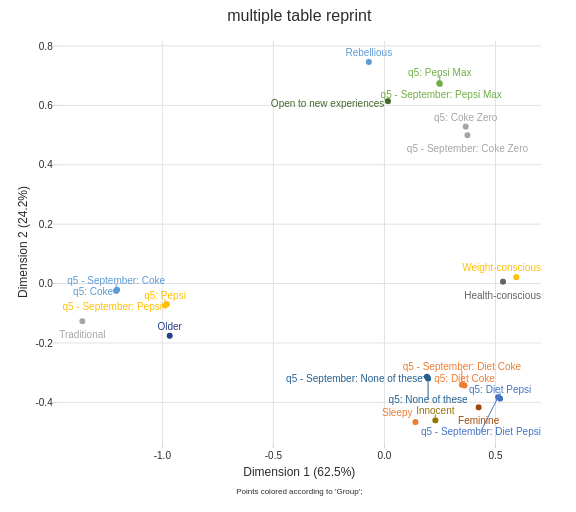 multiple table reprint
0.8
Rebellious
q5: Pepsi Max
q5 - September: Pepsi Max
0.6
Open to new experiences
q5: Coke Zero
q5 - September: Coke Zero
0.4
0.2
Dimension 2 (24.2%)
Weight-conscious
0.0
q5 - September: Coke
q5: Coke
q5: Pepsi
q5 - September: Pepsi
Health-conscious
Older
Traditional
-0.2
q5 - September: Diet Coke
q5 - September: None of these
q5: Diet Coke
q5: Diet Pepsi
-0.4
q5: None of these
Sleepy
Innocent
Feminine
q5 - September: Diet Pepsi
-1.0
-0.5
0.0
0.5
Dimension 1 (62.5%)
Points colored according to 'Group';